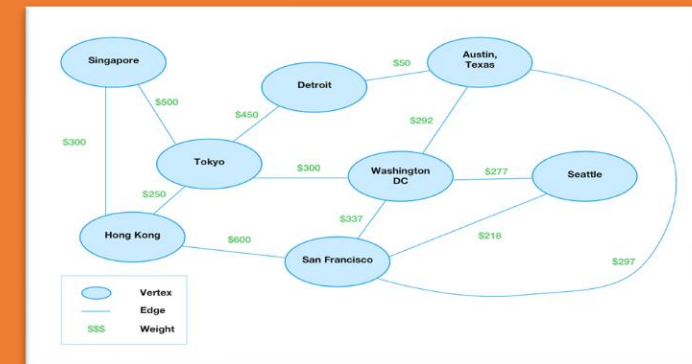 Singapore
Austin,
Texas
$50
Detroit
$500
$450
$292
$300
Tokyo
$300
Washington
DC
$277
Seattle
$250
$337
Hong Kong
$600
$218
San Francisco
$297
Vertex
Edge
$$$
Weight